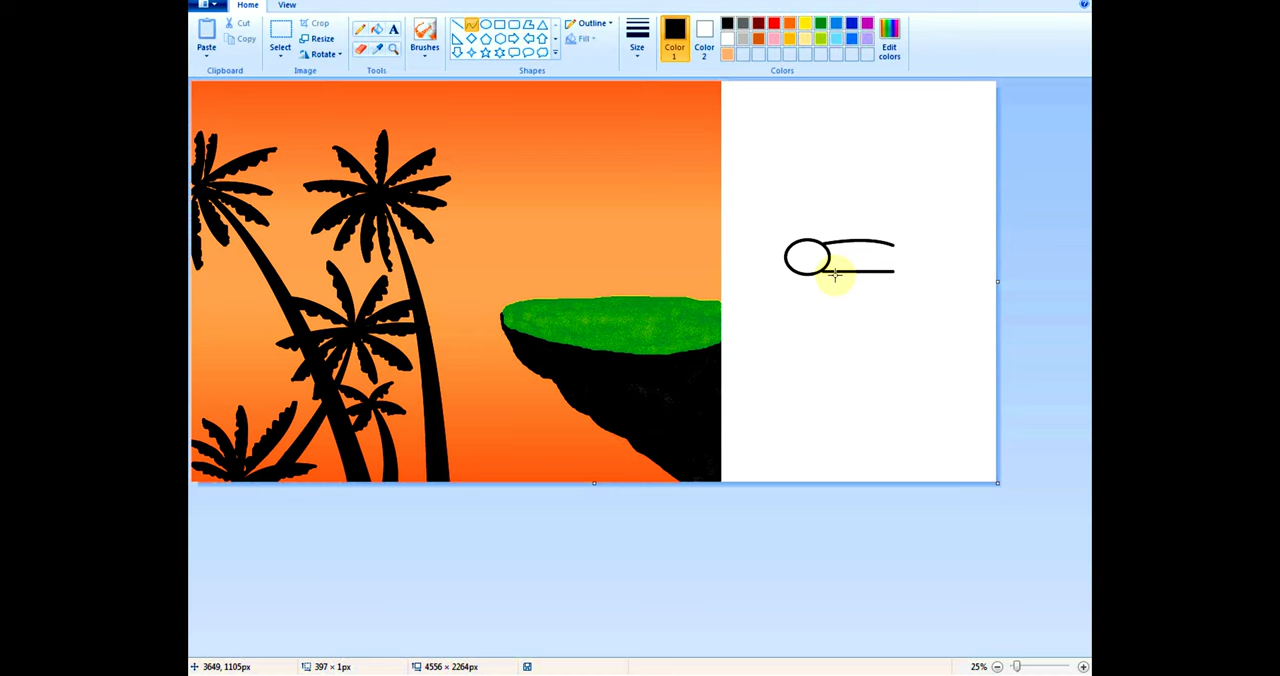 Home View
Paste Cut Copy Clipboard
Select Crop Resize Rotate Image
A Tools
Brushes
Shapes Outline Fill
Size
Color 1 Color 2 Edit colors Colors
3649, 1105px 397 × 1px 4556 × 2264px 25%